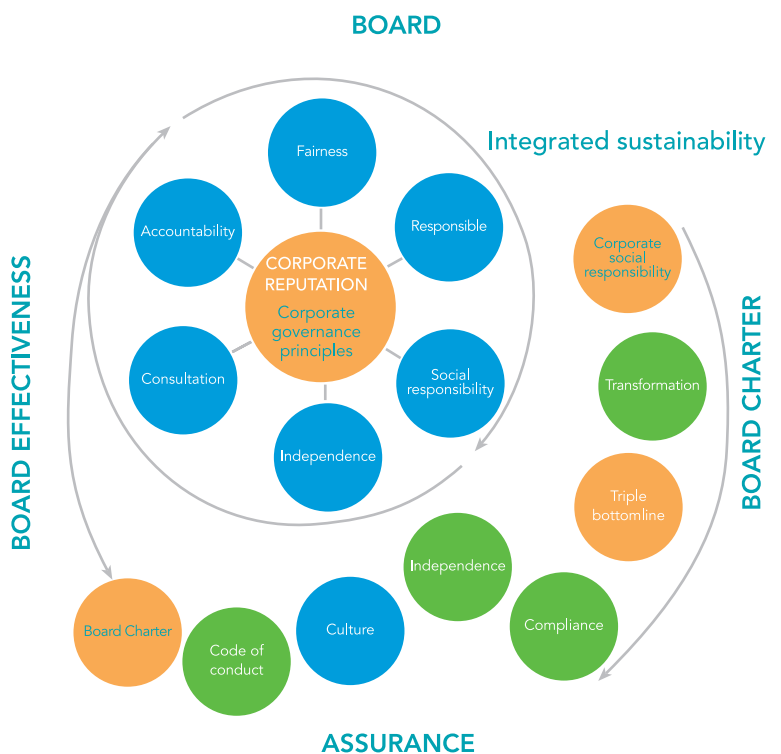 BOARD
Integrated sustainability
Fairness
Accountability
Responsible
CORPORATE
REPUTATION
Corporate
governance
principles
Consultation
Social
responsibility
Independence
BOARD EFFECTIVENESS
Corporate
social
responsibility
Transformation
BOARD CHARTER
Triple
bottomline
Independence
Compliance
Board Charter
Code of
conduct
Culture
ASSURANCE